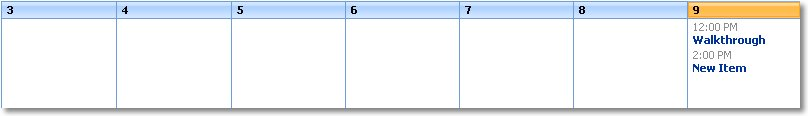 3 4 5 6 7 8 9
12:00 PM
Walkthrough
2:00 PM
New Item